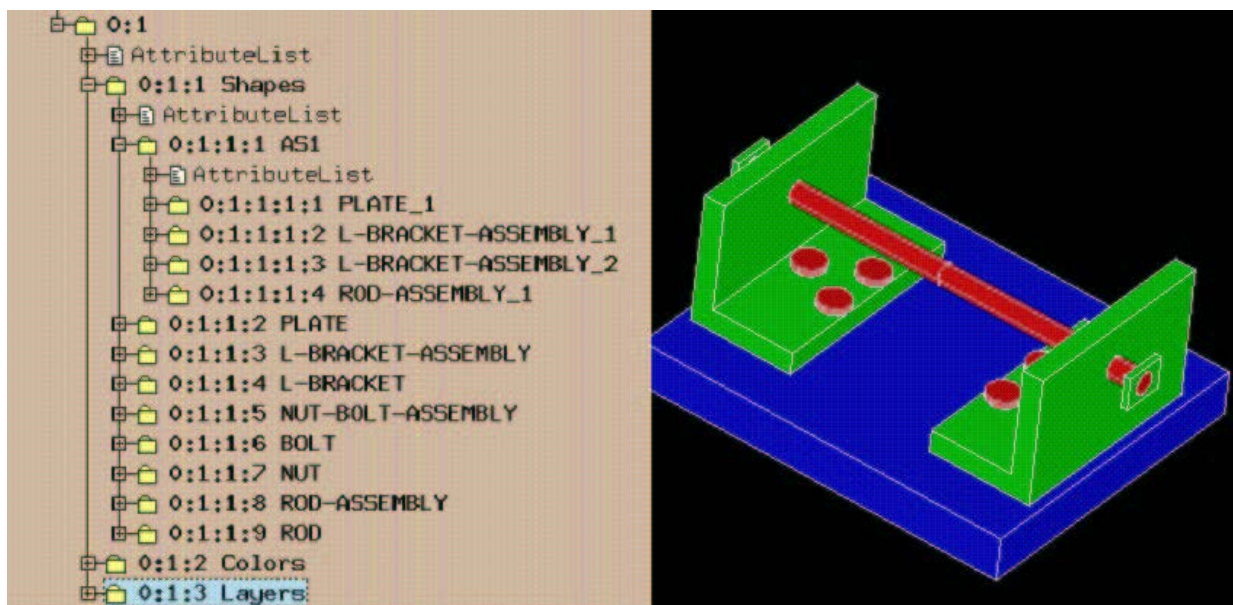 0:1
AttributeList
0:1:1 Shapes
AttributeList
0:1:1:1 AS1
AttributeList
0:1:1:1:1 PLATE_1
0:1:1:1:2 L-BRACKET-ASSEMBLY_1
0:1:1:1:3 L-BRACKET-ASSEMBLY_2
0:1:1:1:4 ROD-ASSEMBLY_1
0:1:1:2 PLATE
0:1:1:3 L-BRACKET-ASSEMBLY
0:1:1:4 L-BRACKET
0:1:1:5 NUT-BOLT-ASSEMBLY
0:1:1:6 BOLT
0:1:1:7 NUT
0:1:1:8 ROD-ASSEMBLY
0:1:1:9 ROD
0:1:2 Colors
0:1:3 Layers